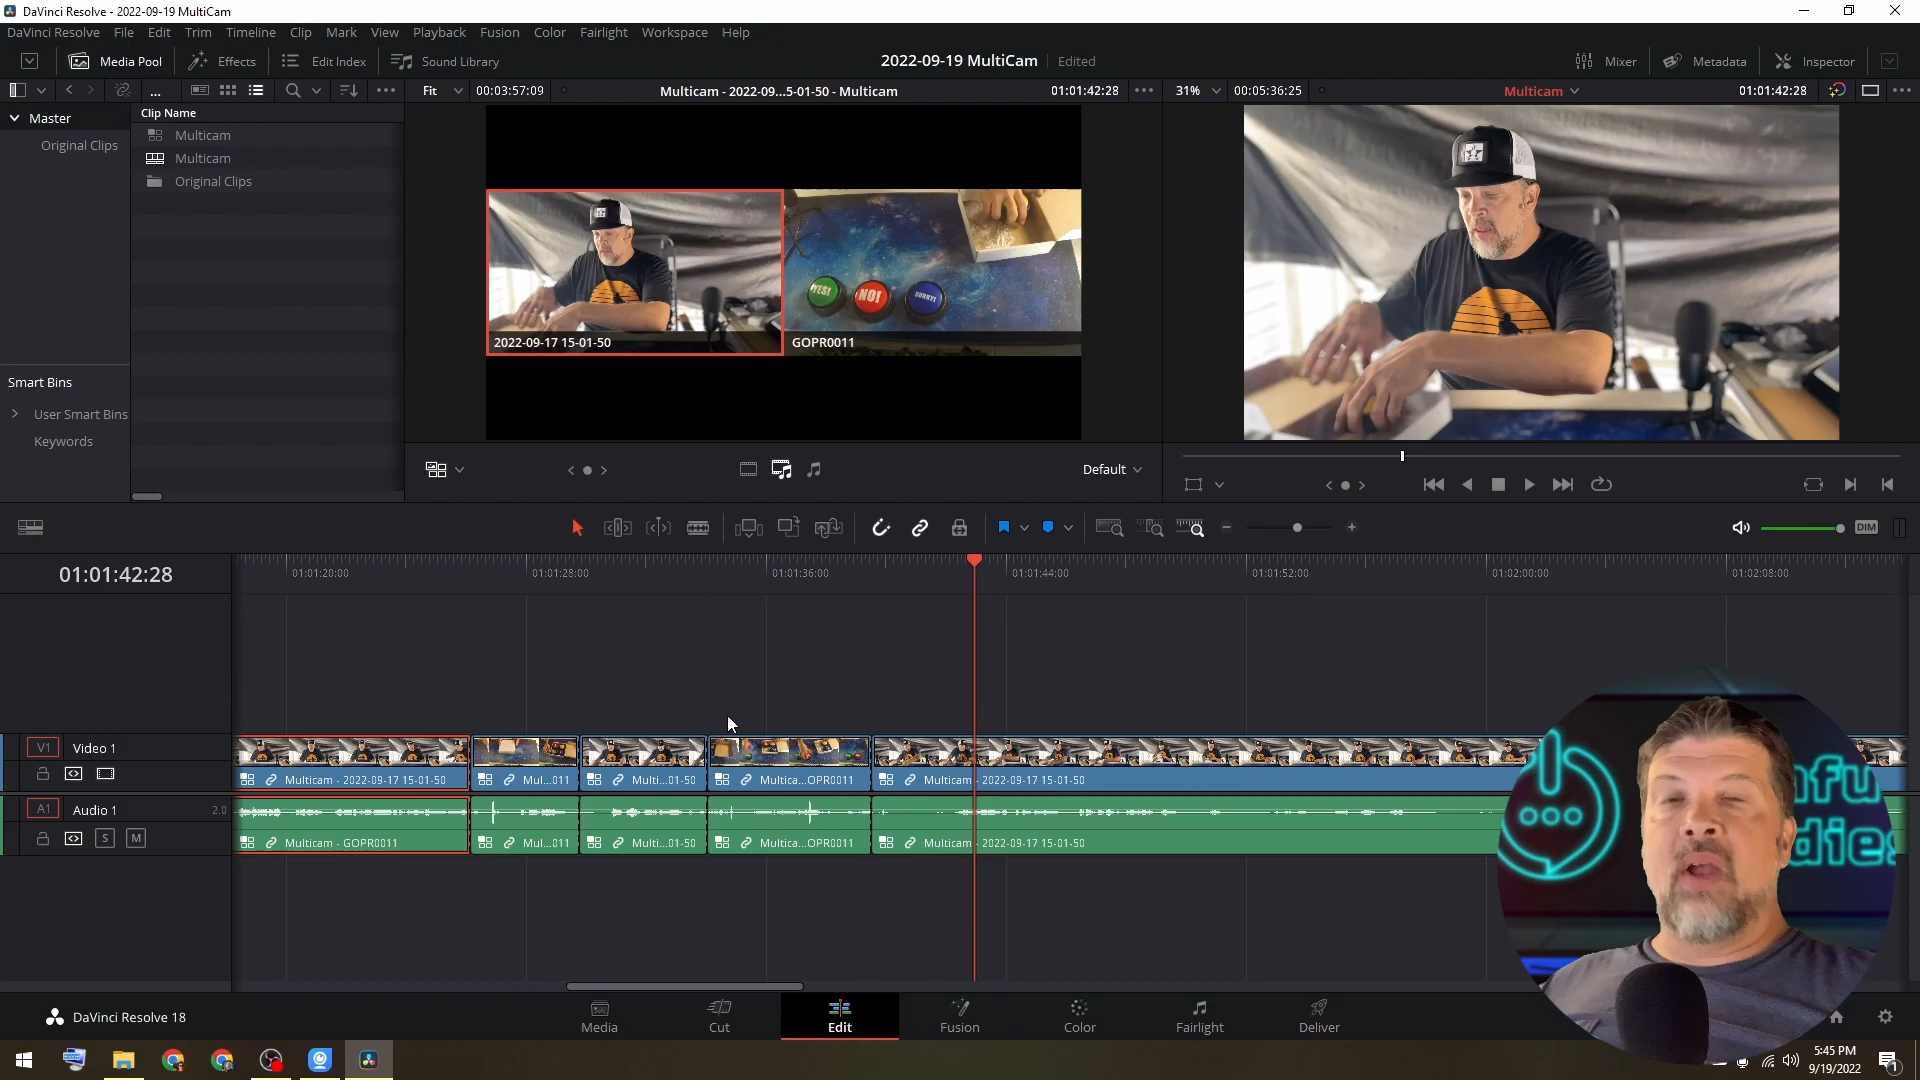 DaVinci Resolve - 2022-09-19 MultiCam
DaVinci Resolve File Edit Trim Timeline Clip Mark View Playback Fusion Color Fairlight Workspace Help
Media Pool Effects Edit Index Sound Library 2022-09-19 MultiCam Edited Mixer Metadata Inspector
Fit 00:03:57:09 Multicam - 2022-09...5-01-50 - Multicam 01:01:42:28 31% 00:05:36:25 Multicam 01:01:42:28
Master
Original Clips
Clip Name
Multicam
Multicam
Original Clips
Smart Bins
User Smart Bins
Keywords
YES!
NO!
SORRY!
2022-09-17 15-01-50
GOPR0011
Default
DIM
01:01:42:28
01:01:20:00 01:01:28:00 01:01:36:00 01:01:44:00 01:01:52:00 01:02:00:00 01:02:08:00
V1 Video 1
Multicam - 2022-09-17 15-01-50 Mul...011 Multi...01-50 Multica...OPR0011 Multicam - 2022-09-17 15-01-50
A1 Audio 1 2.0
S M
Multicam - GOPR0011 Mul...011 Multi...01-50 Multica...OPR0011 Multicam - 2022-09-17 15-01-50
DaVinci Resolve 18
Media Cut Edit Fusion Color Fairlight Deliver
5:45 PM
9/19/2022
1